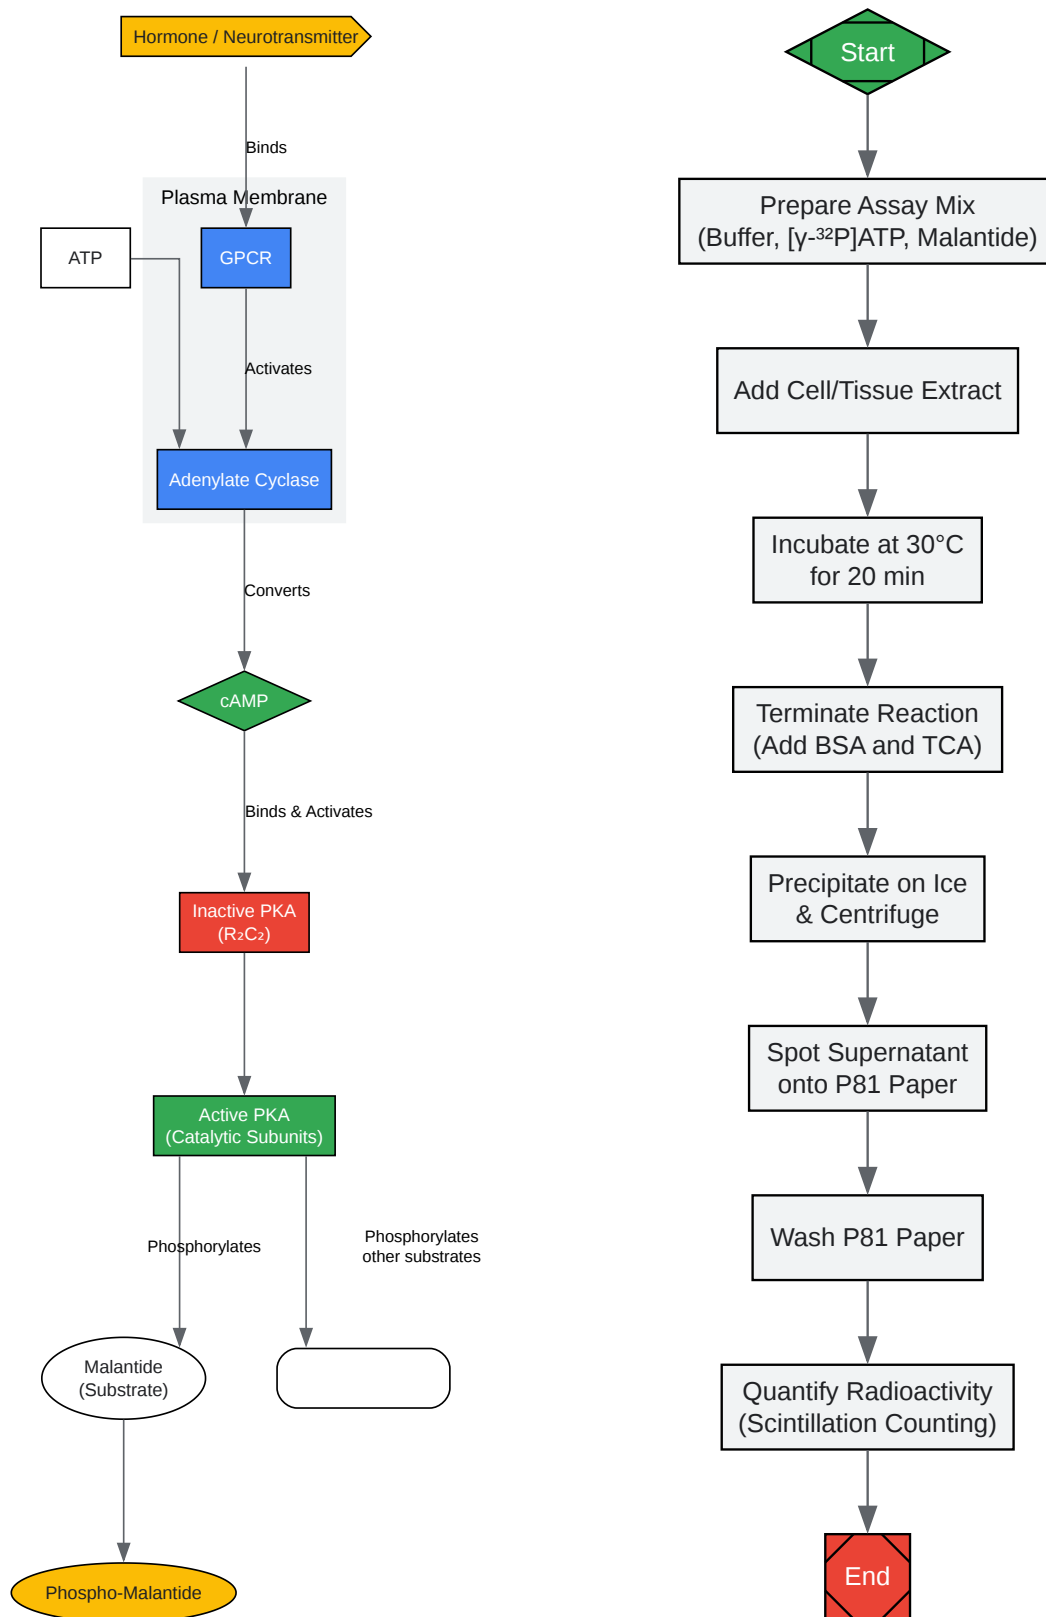 Hormone / Neurotransmitter
Binds
Plasma Membrane
ATP
GPCR
Activates
Adenylate Cyclase
Converts
cAMP
Binds & Activates
Inactive PKA
(R₂C₂)
Active PKA
(Catalytic Subunits)
Phosphorylates
Phosphorylates
other substrates
Malantide
(Substrate)
Phospho-Malantide
Start
Prepare Assay Mix
(Buffer, [γ-³²P]ATP, Malantide)
Add Cell/Tissue Extract
Incubate at 30°C
for 20 min
Terminate Reaction
(Add BSA and TCA)
Precipitate on Ice
& Centrifuge
Spot Supernatant
onto P81 Paper
Wash P81 Paper
Quantify Radioactivity
(Scintillation Counting)
End